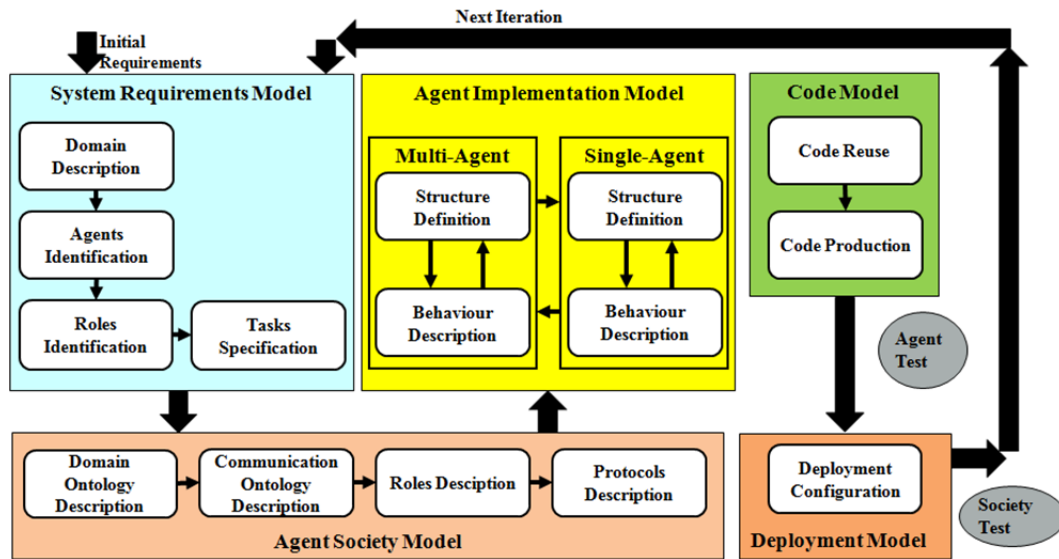 Next Iteration
Initial
Requirements
System Requirements Model
Domain
Description
Agents
Identification
Roles
Identification
Tasks
Specification
Agent Implementation Model
Multi-Agent
Structure
Definition
Behaviour
Description
Single-Agent
Structure
Definition
Behaviour
Description
Code Model
Code Reuse
Code Production
Agent
Test
Domain
Ontology
Description
Communication
Ontology
Description
Roles Desciption
Protocols
Description
Agent Society Model
Deployment
Configuration
Deployment Model
Society
Test